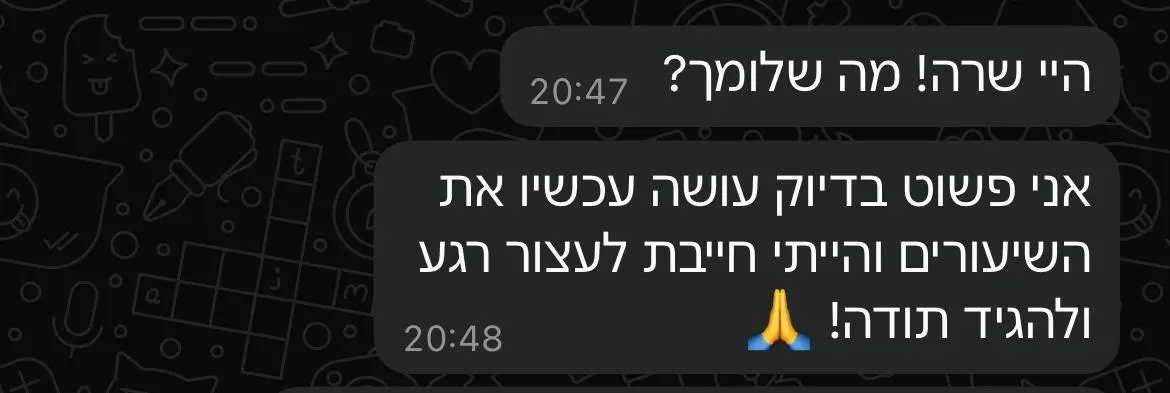 היי שרה! מה שלומך?
20:47
אני פשוט בדיוק עושה עכשיו את
השיעורים והייתי חייבת לעצור רגע
ולהגיד תודה! 🙏
20:48
t
a
j
m